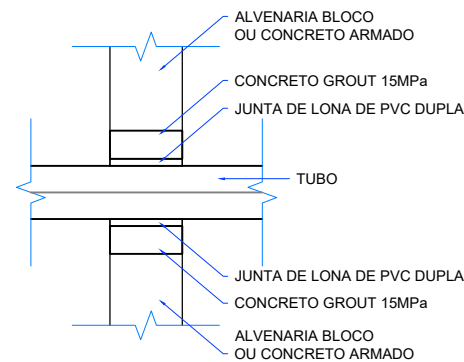 ALVENARIA BLOCO
OU CONCRETO ARMADO
CONCRETO GROUT 15MPa
JUNTA DE LONA DE PVC DUPLA
TUBO
JUNTA DE LONA DE PVC DUPLA
CONCRETO GROUT 15MPa
ALVENARIA BLOCO
OU CONCRETO ARMADO